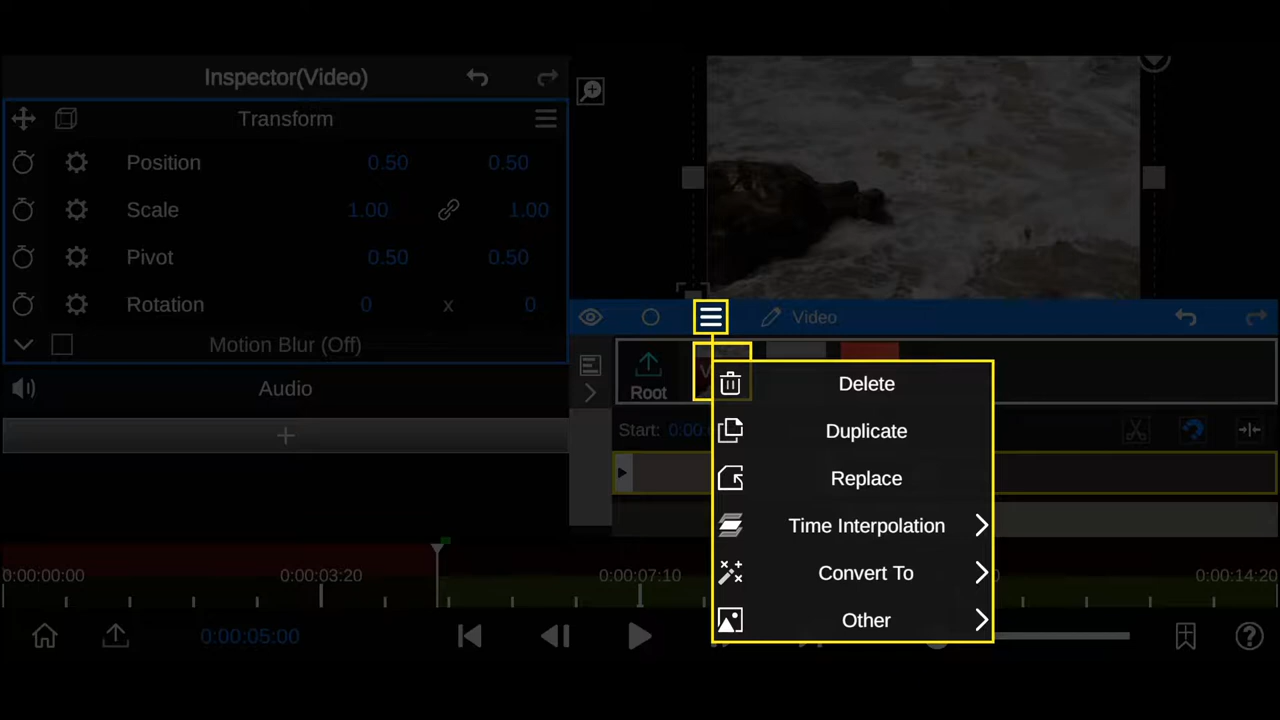 Inspector(Video)
Transform
Position 0.50 0.50
Scale 1.00 1.00
Pivot 0.50 0.50
Rotation 0 x 0
Motion Blur (Off)
Audio
Video
Root
Start: 0:00
Delete
Duplicate
Replace
Time Interpolation
Convert To
Other
0:00:00:00 0:00:03:20 0:00:07:10 0:00:14:20
0:00:05:00